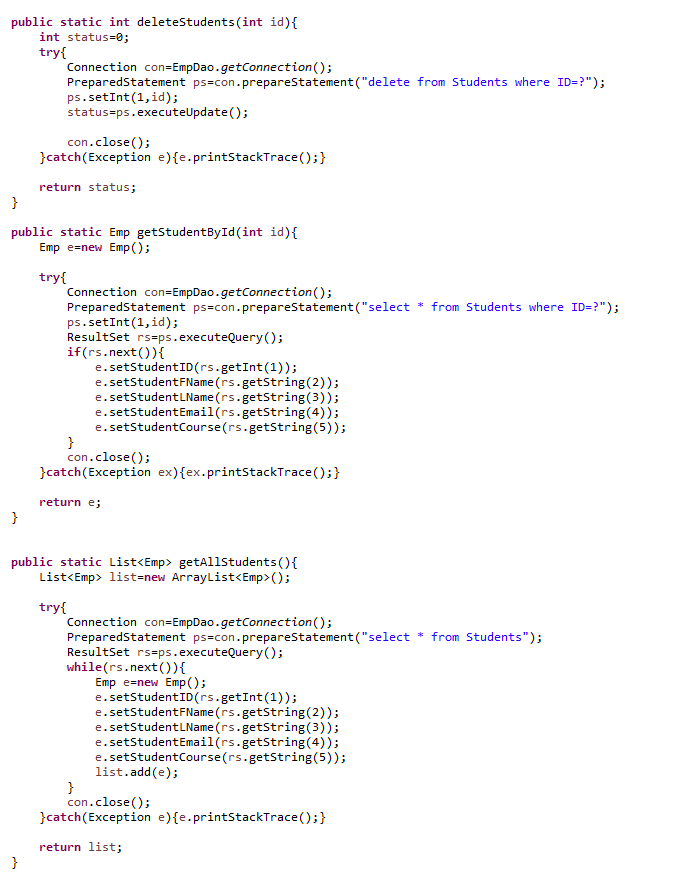 public static int deleteStudents(int id){
int status=0;
try{
Connection con=EmpDao.getConnection();
PreparedStatement ps=con.prepareStatement("delete from Students where ID=?");
ps.setInt(1,id);
status=ps.executeUpdate();
con.close();
}catch(Exception e){e.printStackTrace();}
return status;
}
public static Emp getStudentById(int id){
Emp e=new Emp();
try{
Connection con=EmpDao.getConnection();
PreparedStatement ps=con.prepareStatement("select * from Students where ID=?");
ps.setInt(1,id);
ResultSet rs=ps.executeQuery();
if(rs.next()){
e.setStudentID(rs.getInt(1));
e.setStudentFName(rs.getString(2));
e.setStudentLName(rs.getString(3));
e.setStudentEmail(rs.getString(4));
e.setStudentCourse(rs.getString(5));
}
con.close();
}catch(Exception ex){ex.printStackTrace();}
return e;
}
public static List<Emp> getAllStudents(){
List<Emp> list=new ArrayList<Emp>();
try{
Connection con=EmpDao.getConnection();
PreparedStatement ps=con.prepareStatement("select * from Students");
ResultSet rs=ps.executeQuery();
while(rs.next()){
Emp e=new Emp();
e.setStudentID(rs.getInt(1));
e.setStudentFName(rs.getString(2));
e.setStudentLName(rs.getString(3));
e.setStudentEmail(rs.getString(4));
e.setStudentCourse(rs.getString(5));
list.add(e);
}
con.close();
}catch(Exception e){e.printStackTrace();}
return list;
}